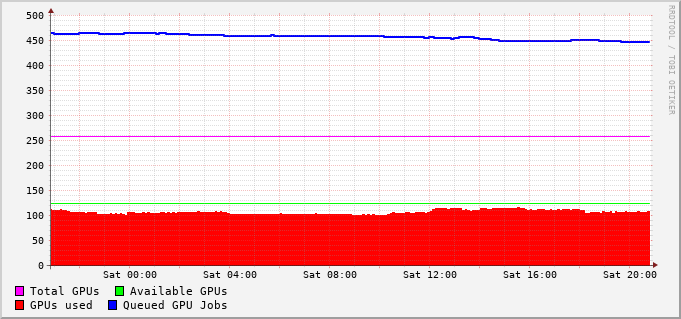 500
450
400
350
300
250
200
150
100
50
0
Sat 00:00 Sat 04:00 Sat 08:00 Sat 12:00 Sat 16:00 Sat 20:00
Total GPUs Available GPUs
GPUs used Queued GPU Jobs
RRDTOOL / TOBI OETIKER